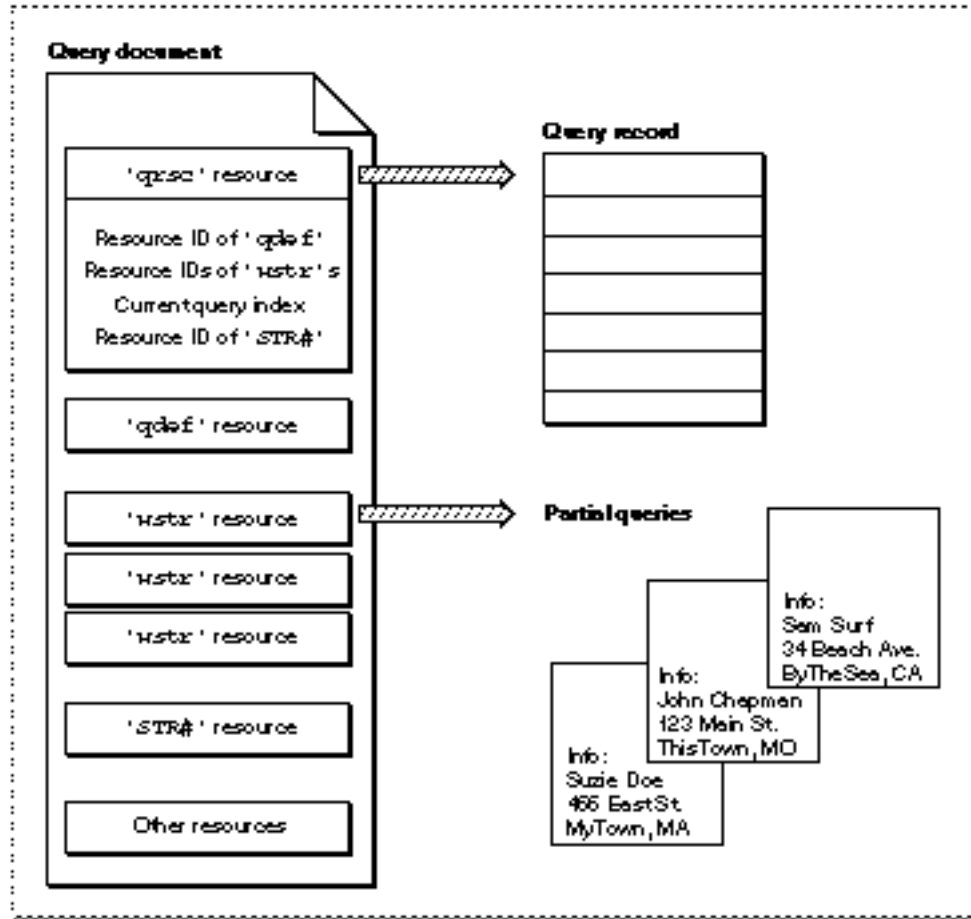 Query document
'qrsc' resource
Resource ID of 'qdef'
Resource IDs of 'wstr's
Current query index
Resource ID of 'STR#'
'qdef' resource
'wstr' resource
'wstr' resource
'wstr' resource
'STR#' resource
Other resources
Query record
Partial queries
Info:
Sam Surf
34 Beach Ave.
ByTheSea, CA
Info:
John Chapman
123 Main St.
ThisTown, MO
Info:
Suzie Doe
East St.
MyTown, MA